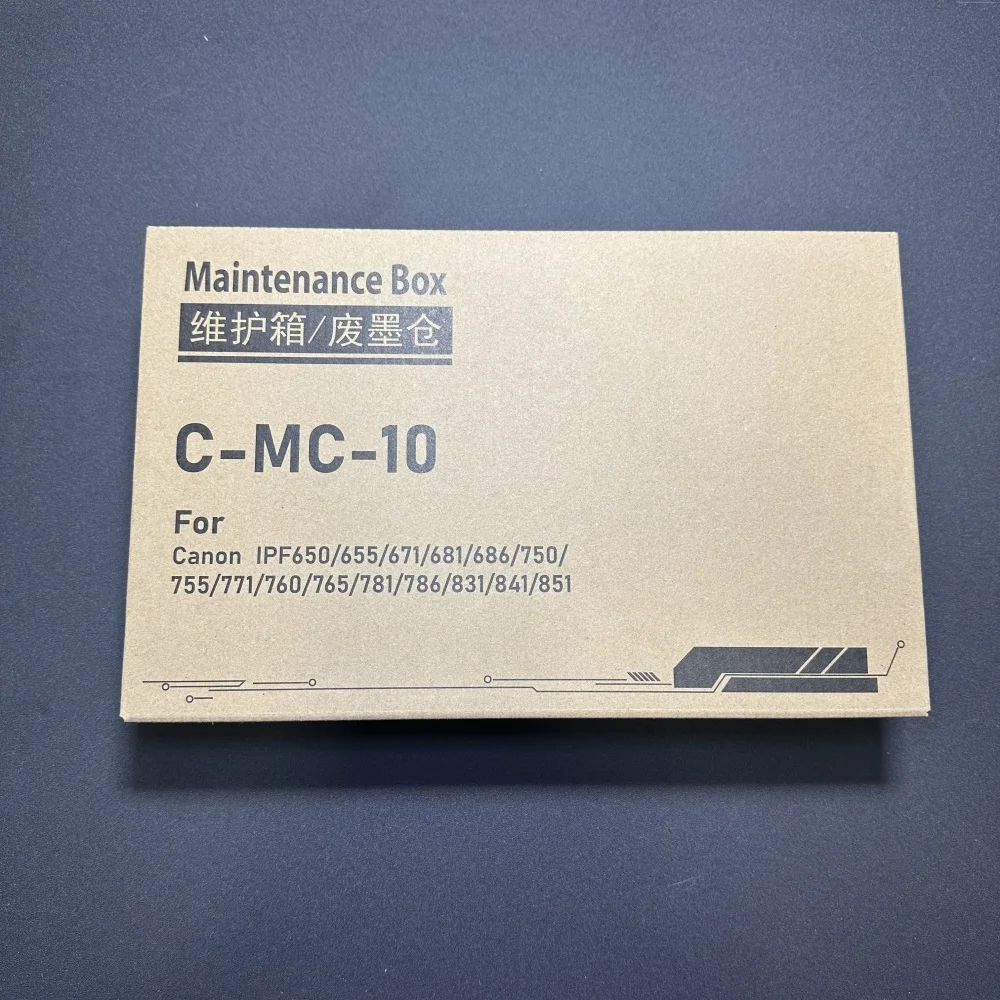 Maintenance Box
维护箱/废墨仓
C-MC-10
For
Canon IPF650/655/671/681/686/750/
755/771/760/765/781/786/831/841/851